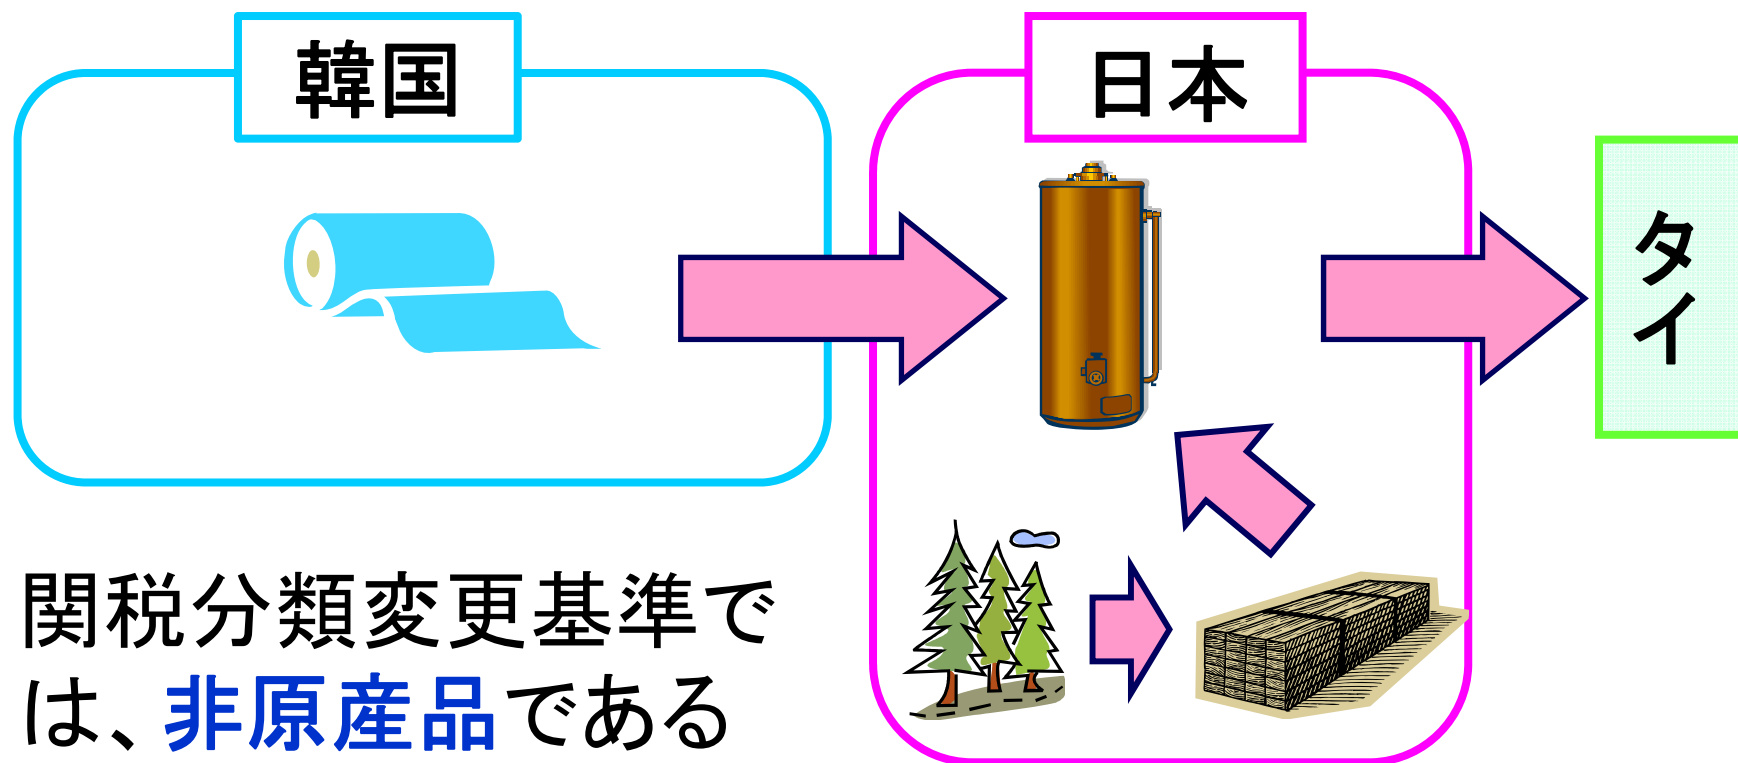 韓国
日本
タイ
関税分類変更基準で
は、非原産品である